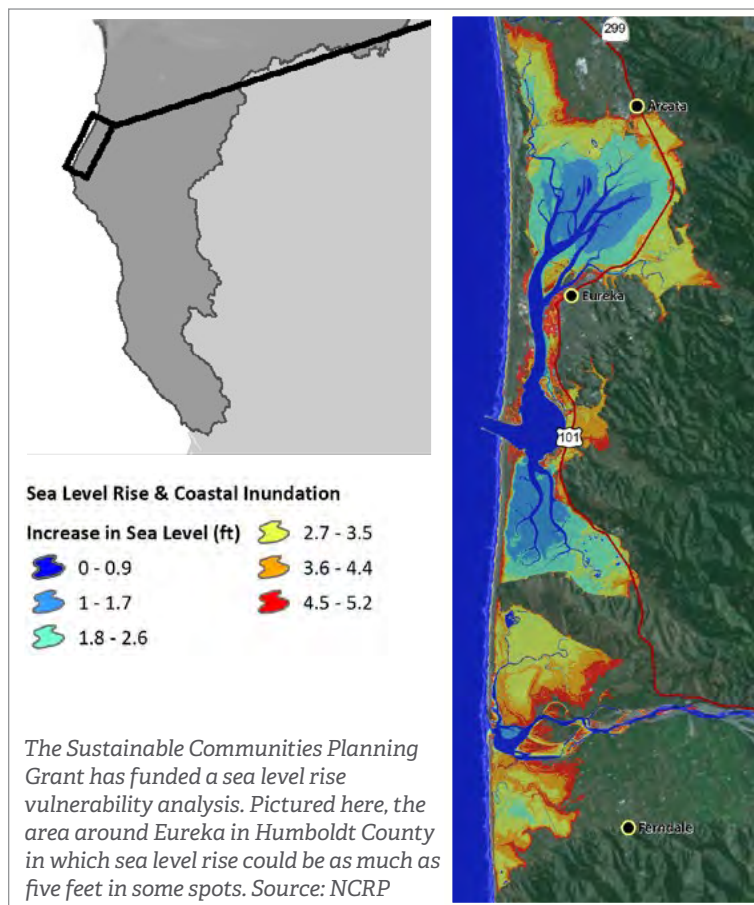 299
Arcata
Eureka
101
Ferndale
Sea Level Rise & Coastal Inundation
Increase in Sea Level (ft)
0 - 0.9
1 - 1.7
1.8 - 2.6
2.7 - 3.5
3.6 - 4.4
4.5 - 5.2
The Sustainable Communities Planning
Grant has funded a sea level rise
vulnerability analysis. Pictured here, the
area around Eureka in Humboldt County
in which sea level rise could be as much as
five feet in some spots. Source: NCRP